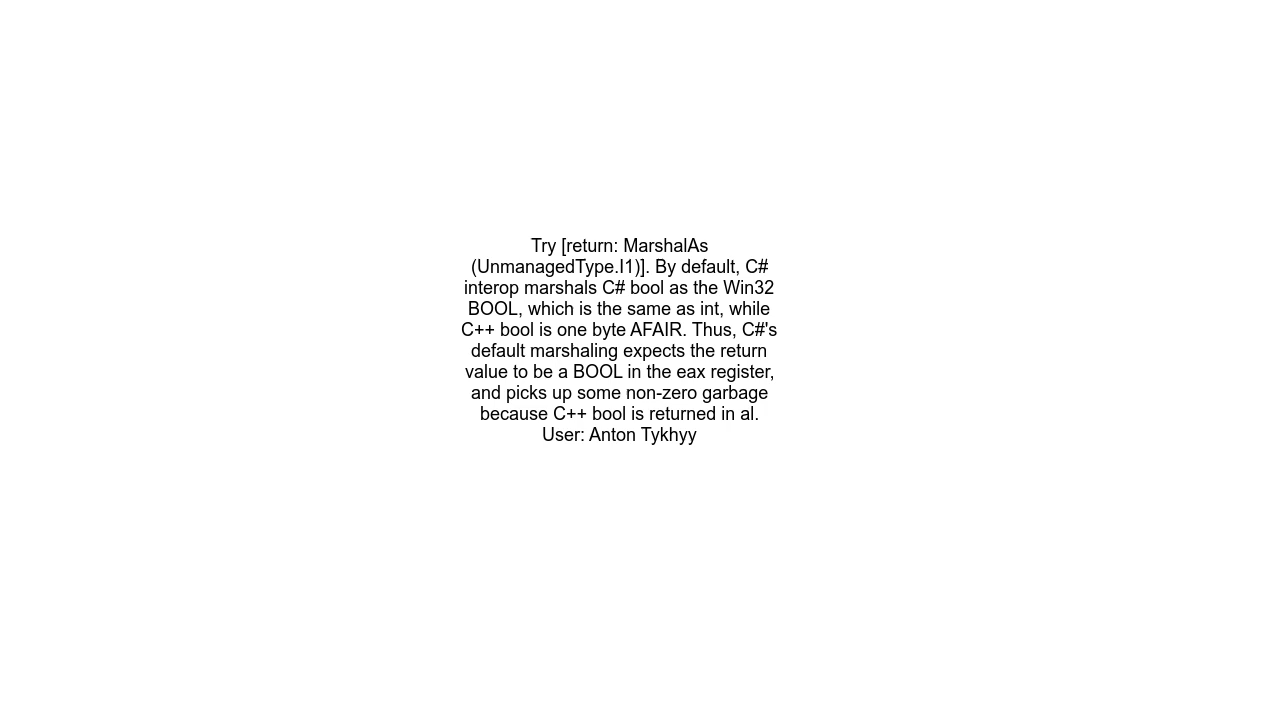 Try [return: MarshalAs
(UnmanagedType.I1)]. By default, C#
interop marshals C# bool as the Win32
BOOL, which is the same as int, while
C++ bool is one byte AFAIR. Thus, C#'s
default marshaling expects the return
value to be a BOOL in the eax register,
and picks up some non-zero garbage
because C++ bool is returned in al.
User: Anton Tykhyy